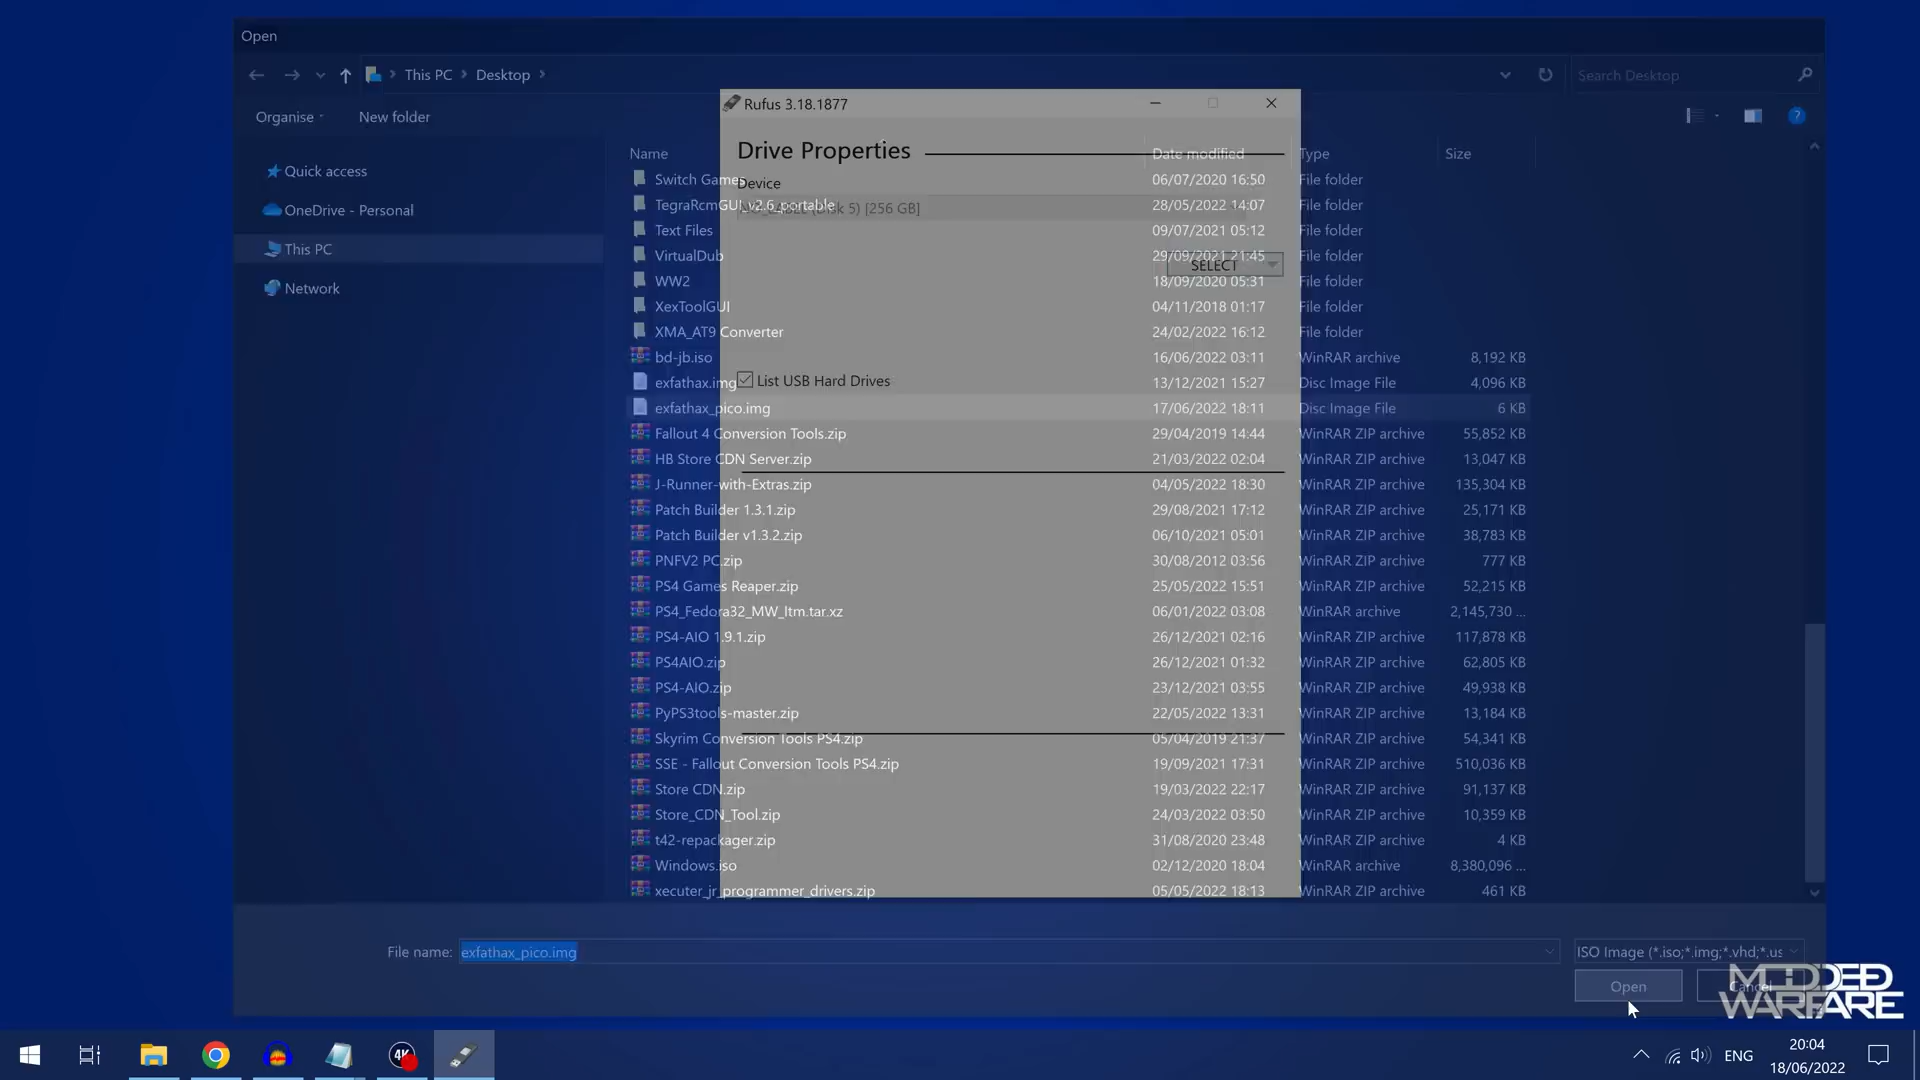 Open
This PC
Desktop
Search Desktop
Organise
New folder
Rufus 3.18.1877
Drive Properties
Device
(Disk 5) [256 GB]
SELECT
List USB Hard Drives
Quick access
OneDrive - Personal
This PC
Network
Name Date modified Type Size
Switch Games 06/07/2020 16:50 File folder
TegraRcmGUI_v2.6_portable 28/05/2022 14:07 File folder
Text Files 09/07/2021 05:12 File folder
VirtualDub 29/09/2021 21:45 File folder
WW2 18/09/2020 05:31 File folder
XexToolGUI 04/11/2018 01:17 File folder
XMA_AT9 Converter 24/02/2022 16:12 File folder
bd-jb.iso 16/06/2022 03:11 WinRAR archive 8,192 KB
exfathax.img 13/12/2021 15:27 Disc Image File 4,096 KB
exfathax_pico.img 17/06/2022 18:11 Disc Image File 6 KB
Fallout 4 Conversion Tools.zip 29/04/2019 14:44 WinRAR ZIP archive 55,852 KB
HB Store CDN Server.zip 21/03/2022 02:04 WinRAR ZIP archive 13,047 KB
J-Runner-with-Extras.zip 04/05/2022 18:30 WinRAR ZIP archive 135,304 KB
Patch Builder 1.3.1.zip 29/08/2021 17:12 WinRAR ZIP archive 25,171 KB
Patch Builder v1.3.2.zip 06/10/2021 05:01 WinRAR ZIP archive 38,783 KB
PNFV2 PC.zip 30/08/2012 03:56 WinRAR ZIP archive 777 KB
PS4 Games Reaper.zip 25/05/2022 15:51 WinRAR ZIP archive 52,215 KB
PS4_Fedora32_MW_ltm.tar.xz 06/01/2022 03:08 WinRAR archive 2,145,730 ...
PS4-AIO 1.9.1.zip 26/12/2021 02:16 WinRAR ZIP archive 117,878 KB
PS4AIO.zip 26/12/2021 01:32 WinRAR ZIP archive 62,805 KB
PS4-AIO.zip 23/12/2021 03:55 WinRAR ZIP archive 49,938 KB
PyPS3tools-master.zip 22/05/2022 13:31 WinRAR ZIP archive 13,184 KB
Skyrim Conversion Tools PS4.zip 05/04/2019 21:37 WinRAR ZIP archive 54,341 KB
SSE - Fallout Conversion Tools PS4.zip 19/09/2021 17:31 WinRAR ZIP archive 510,036 KB
Store CDN.zip 19/03/2022 22:17 WinRAR ZIP archive 91,137 KB
Store_CDN_Tool.zip 24/03/2022 03:50 WinRAR ZIP archive 10,359 KB
t42-repackager.zip 31/08/2020 23:48 WinRAR ZIP archive 4 KB
Windows.iso 02/12/2020 18:04 WinRAR archive 8,380,096 ...
xecuter_jr_programmer_drivers.zip 05/05/2022 18:13 WinRAR ZIP archive 461 KB
File name: exfathax_pico.img
ISO Image (*.iso;*.img;*.vhd;*.us
Open
Cancel
MODDED
WARFARE
4K
ENG
20:04
18/06/2022